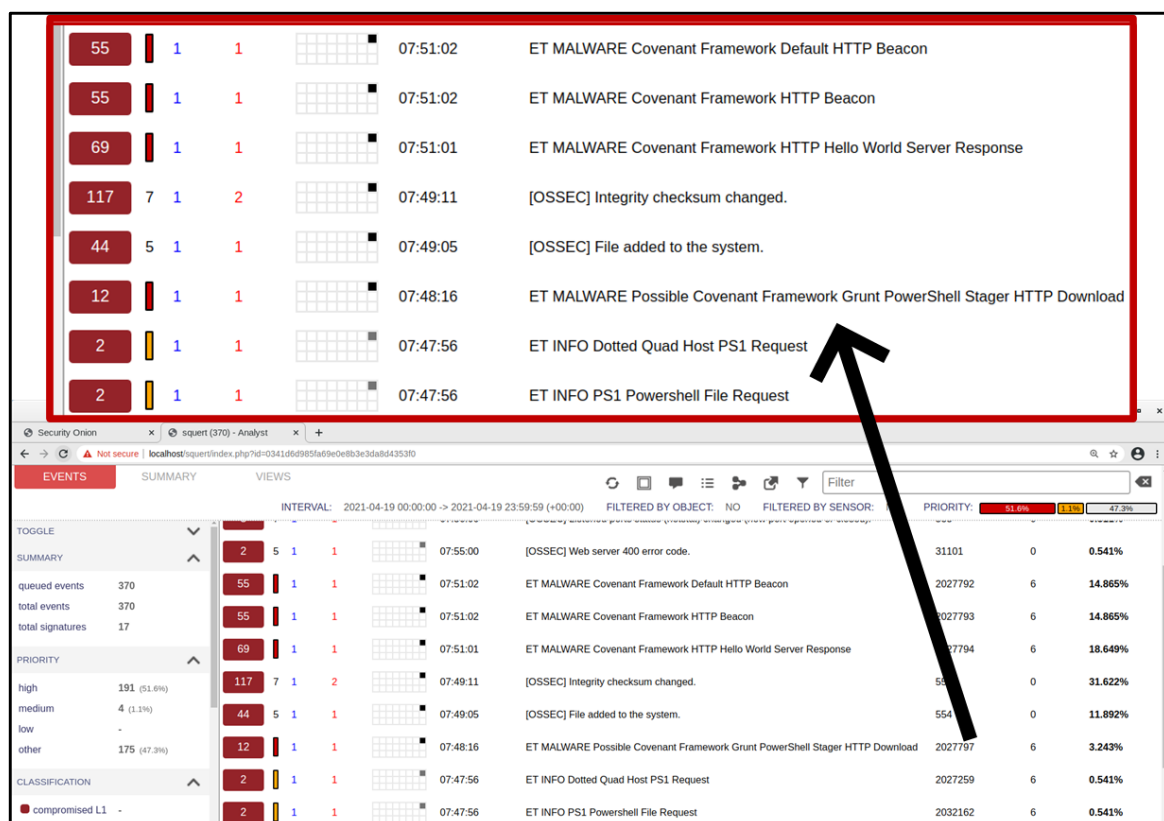 55 1 1 07:51:02 ET MALWARE Covenant Framework Default HTTP Beacon
55 1 1 07:51:02 ET MALWARE Covenant Framework HTTP Beacon
69 1 1 07:51:01 ET MALWARE Covenant Framework HTTP Hello World Server Response
117 7 1 2 07:49:11 [OSSEC] Integrity checksum changed.
44 5 1 1 07:49:05 [OSSEC] File added to the system.
12 1 1 07:48:16 ET MALWARE Possible Covenant Framework Grunt PowerShell Stager HTTP Download
2 1 1 07:47:56 ET INFO Dotted Quad Host PS1 Request
2 1 1 07:47:56 ET INFO PS1 Powershell File Request
Security Onion × squert (370) - Analyst × +
Not secure | localhost/squert/index.php?id=0341d6d985fa69e0e8b3e3da8d4353f0
EVENTS SUMMARY VIEWS Filter
INTERVAL: 2021-04-19 00:00:00 -> 2021-04-19 23:59:59 (+00:00) FILTERED BY OBJECT: NO FILTERED BY SENSOR: PRIORITY: 51.6% 1.1% 47.3%
TOGGLE
SUMMARY
queued events 370
total events 370
total signatures 17
PRIORITY
high 191 (51.6%)
medium 4 (1.1%)
low -
other 175 (47.3%)
CLASSIFICATION
compromised L1 -
2 5 1 1 07:55:00 [OSSEC] Web server 400 error code. 31101 0 0.541%
55 1 1 07:51:02 ET MALWARE Covenant Framework Default HTTP Beacon 2027792 6 14.865%
55 1 1 07:51:02 ET MALWARE Covenant Framework HTTP Beacon 2027793 6 14.865%
69 1 1 07:51:01 ET MALWARE Covenant Framework HTTP Hello World Server Response 6 18.649%
117 7 1 2 07:49:11 [OSSEC] Integrity checksum changed. 0 31.622%
44 5 1 1 07:49:05 [OSSEC] File added to the system. 554 0 11.892%
12 1 1 07:48:16 ET MALWARE Possible Covenant Framework Grunt PowerShell Stager HTTP Download 2027797 6 3.243%
2 1 1 07:47:56 ET INFO Dotted Quad Host PS1 Request 2027259 6 0.541%
2 1 1 07:47:56 ET INFO PS1 Powershell File Request 2032162 6 0.541%